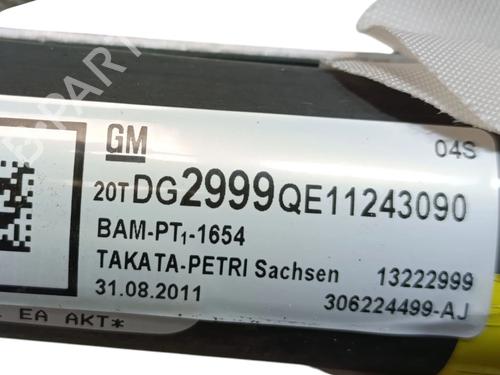 GM
04S
20TDG2999QE11243090
BAM-PT1-1654
TAKATA-PETRI Sachsen 13222999
31.08.2011 306224499-AJ
EA AKT*